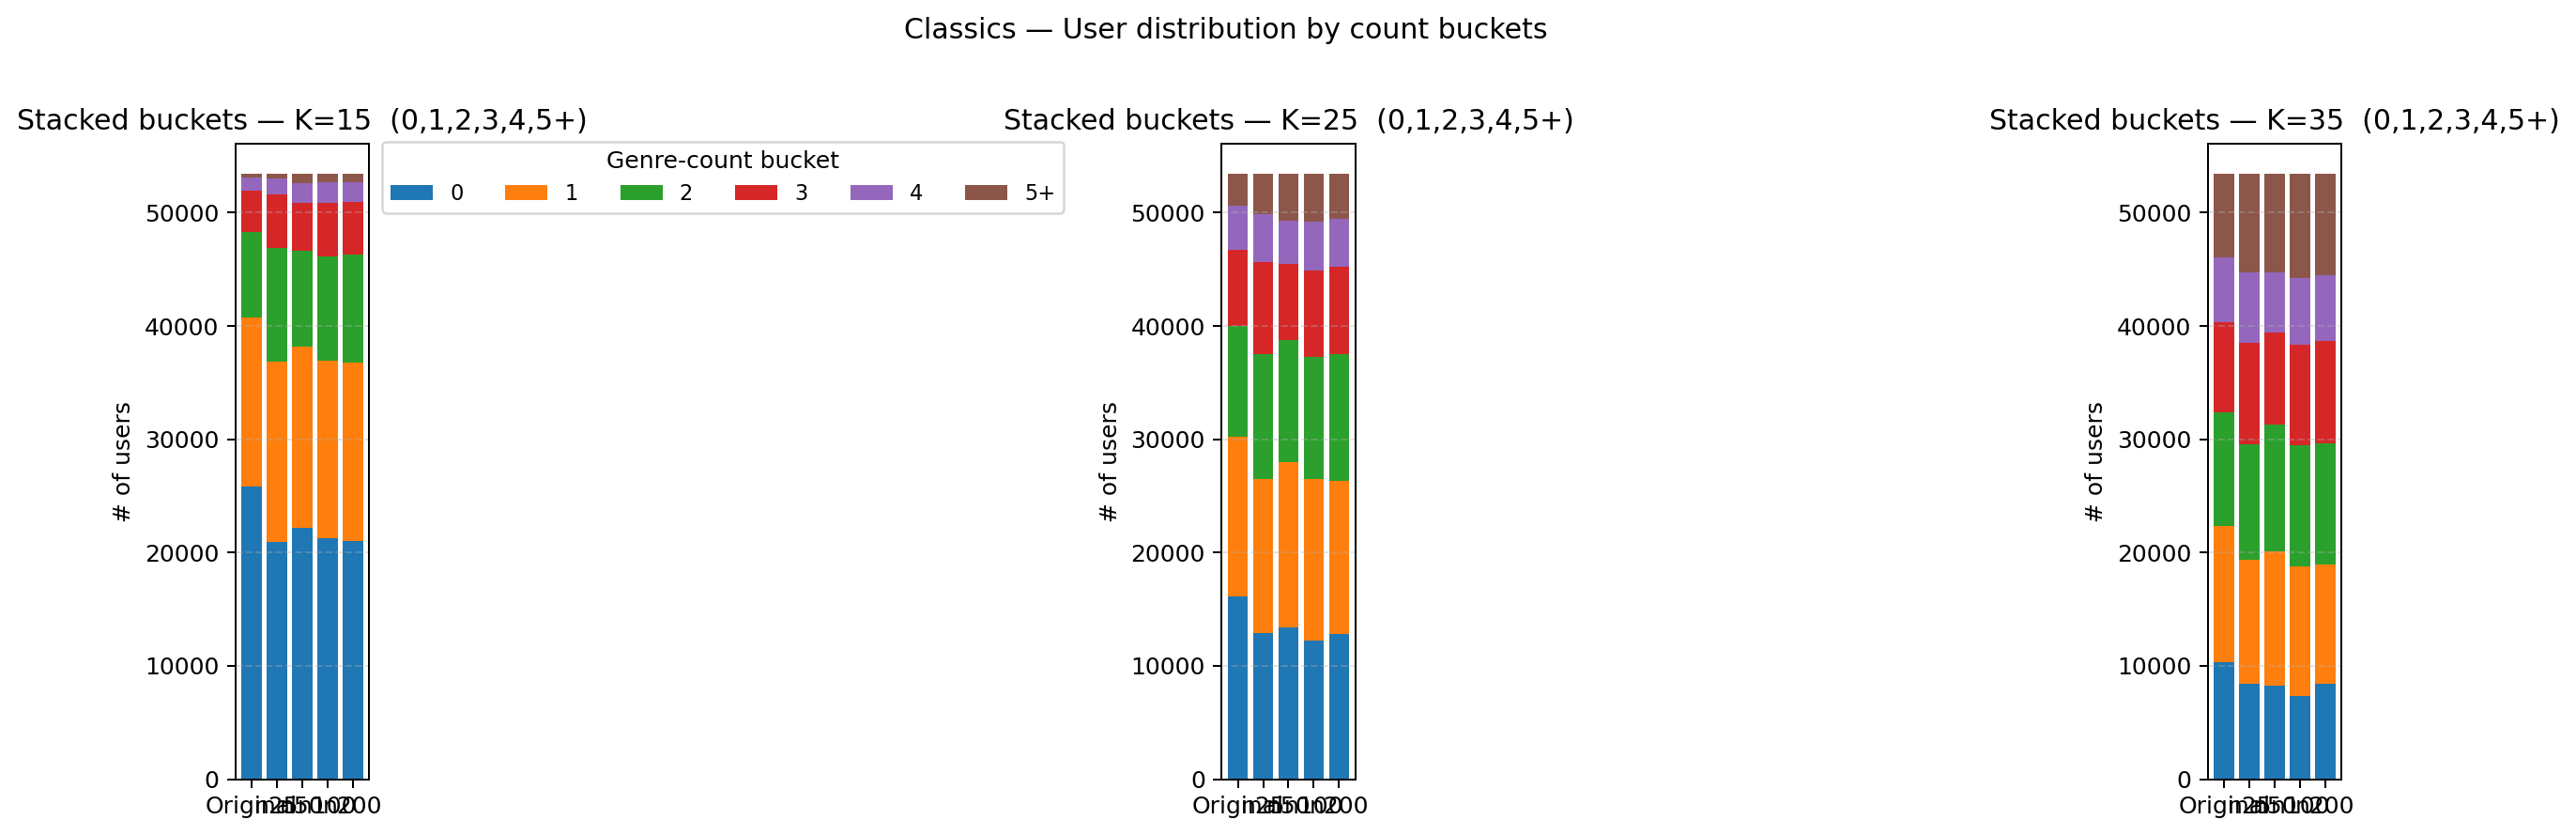 Classics — User distribution by count buckets
Stacked buckets — K=15 (0,1,2,3,4,5+)
Genre-count bucket
0 1 2 3 4 5+
# of users
50000
40000
30000
20000
10000
0
Original
Stacked buckets — K=25 (0,1,2,3,4,5+)
# of users
50000
40000
30000
20000
10000
0
Original
Stacked buckets — K=35 (0,1,2,3,4,5+)
# of users
50000
40000
30000
20000
10000
0
Original